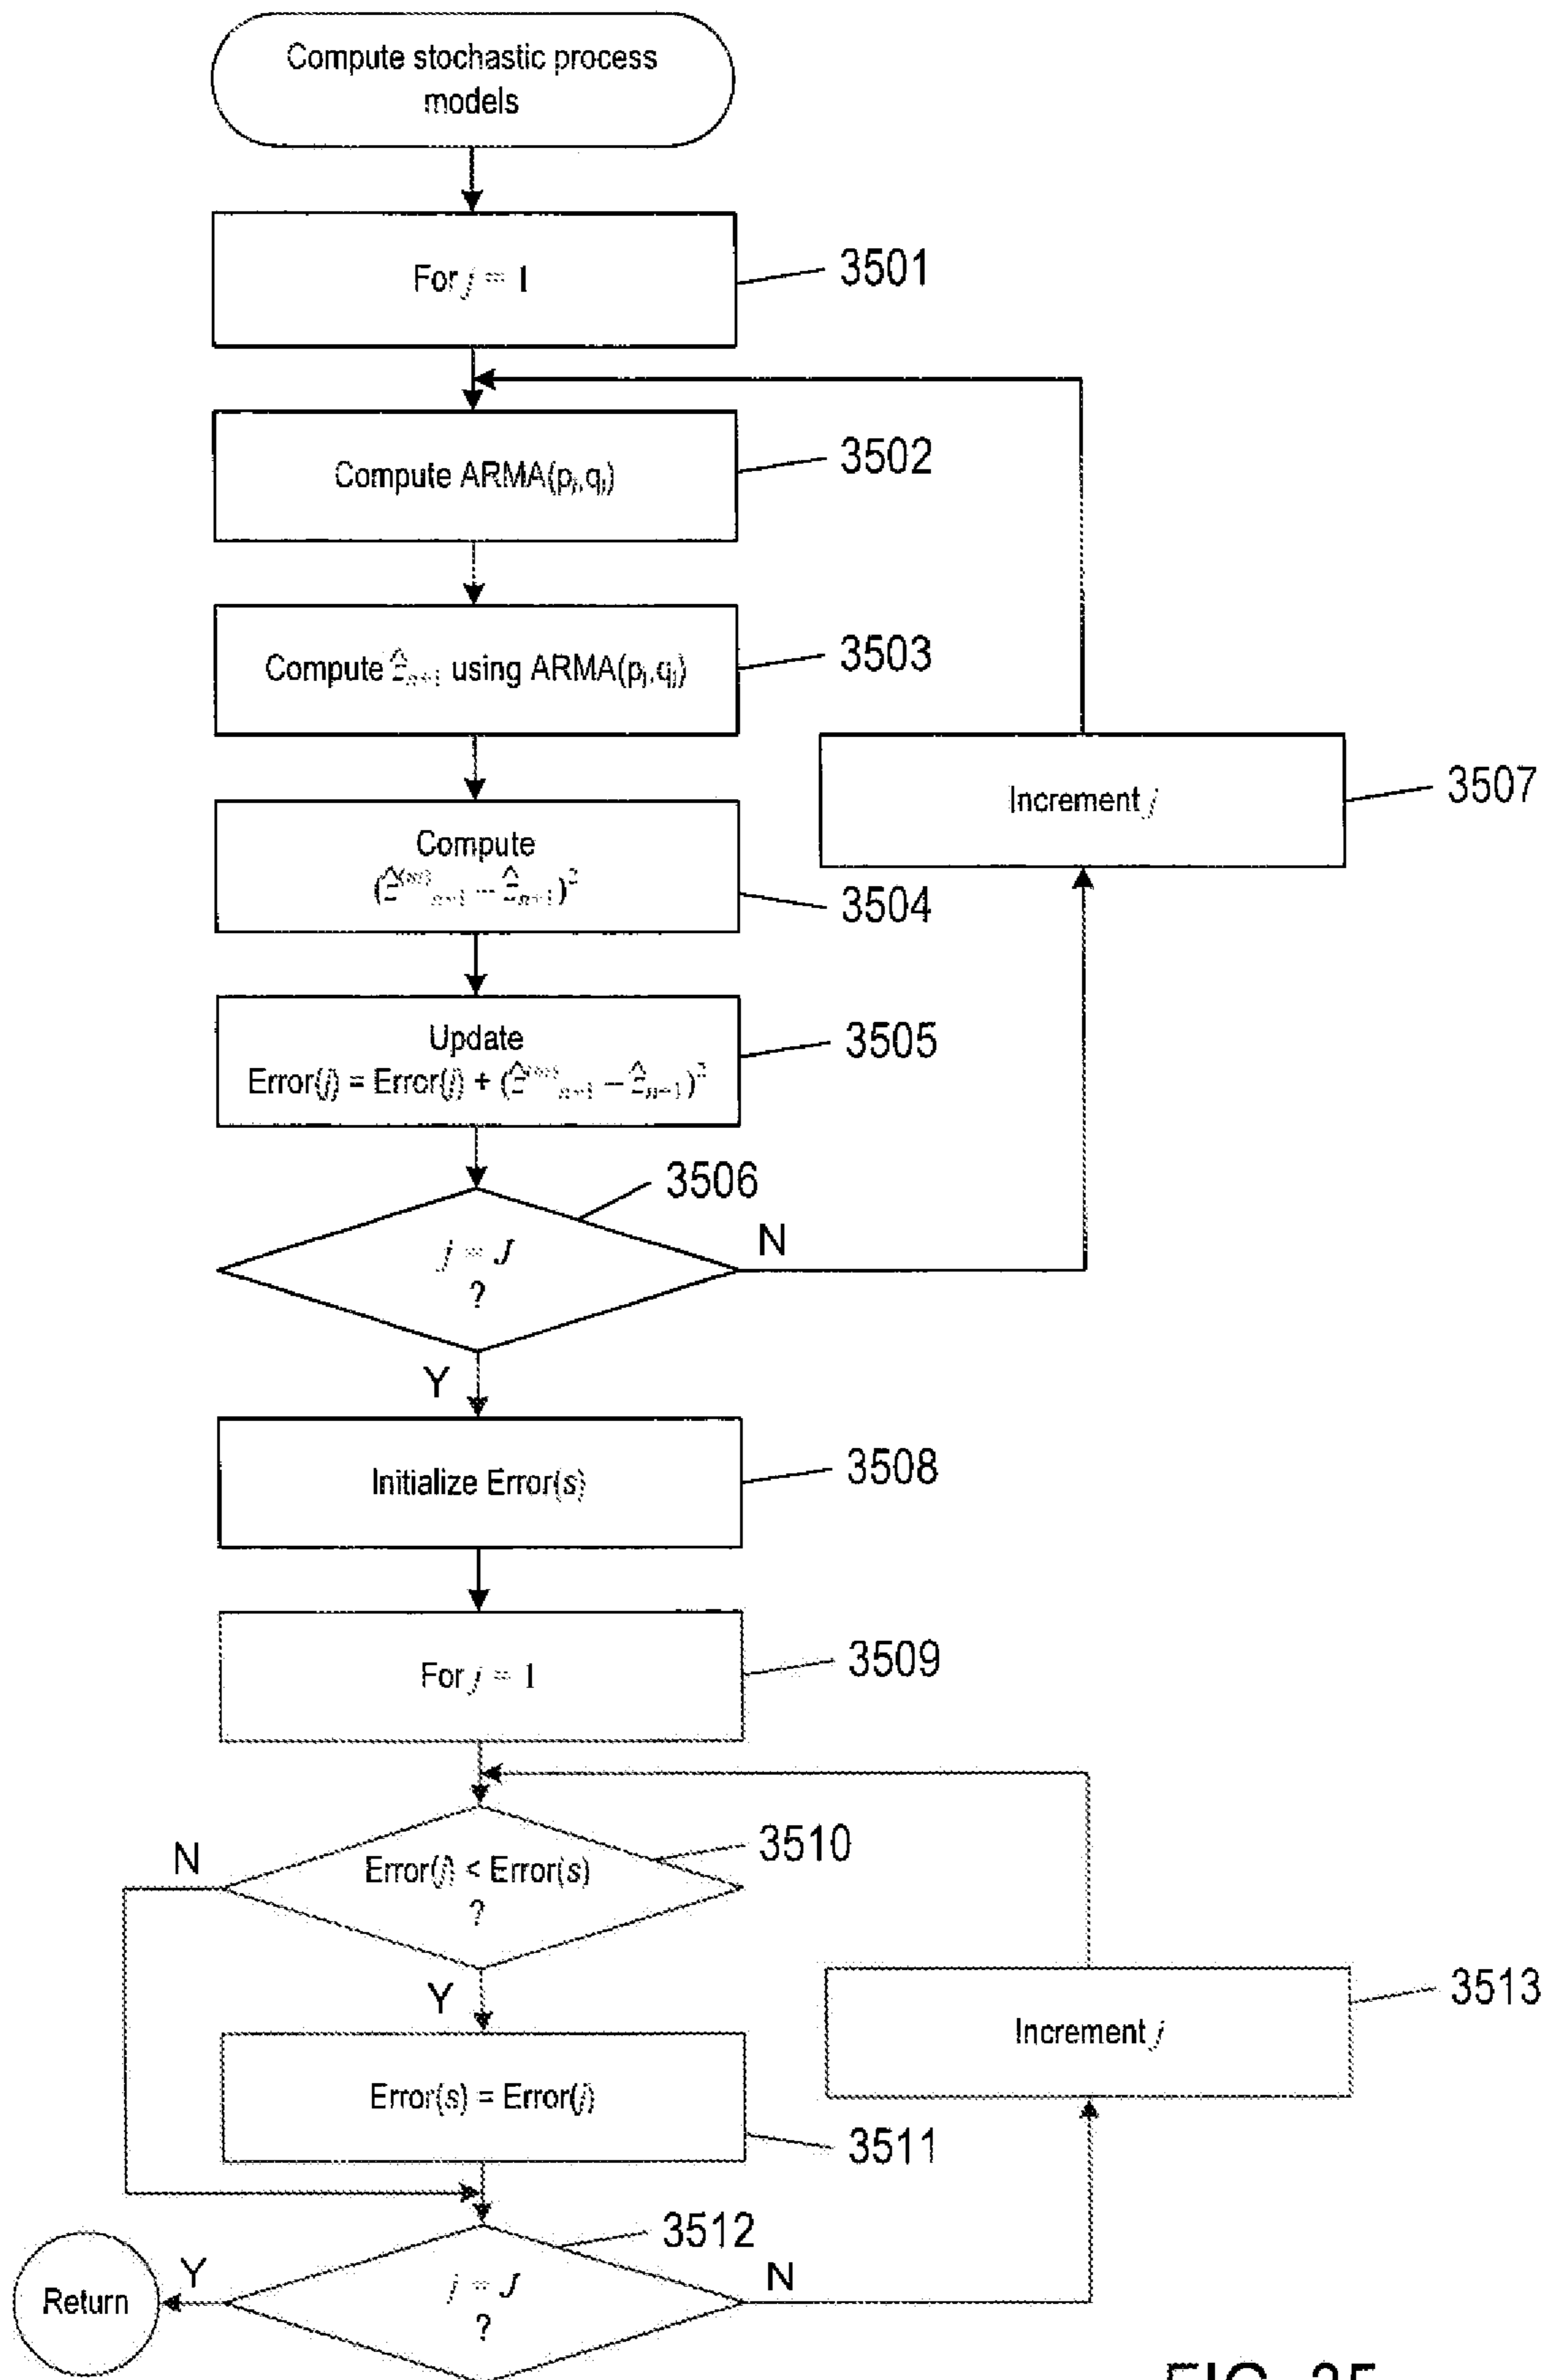 Compute stochastic process
models
For j = 1
3501
Compute ARMA(pj,qj)
3502
Compute ẑn+1 using ARMA(pj,qj)
3503
Compute
3504
Increment j
3507
Update
Error(j) = Error(j) +
3505
3506
j = J
?
N
Y
Initialize Error(s)
3508
For j = 1
3509
Error(j) < Error(s)
?
3510
N
Y
Error(s) = Error(j)
3511
Increment j
3513
3512
j = J
?
Y
N
Return